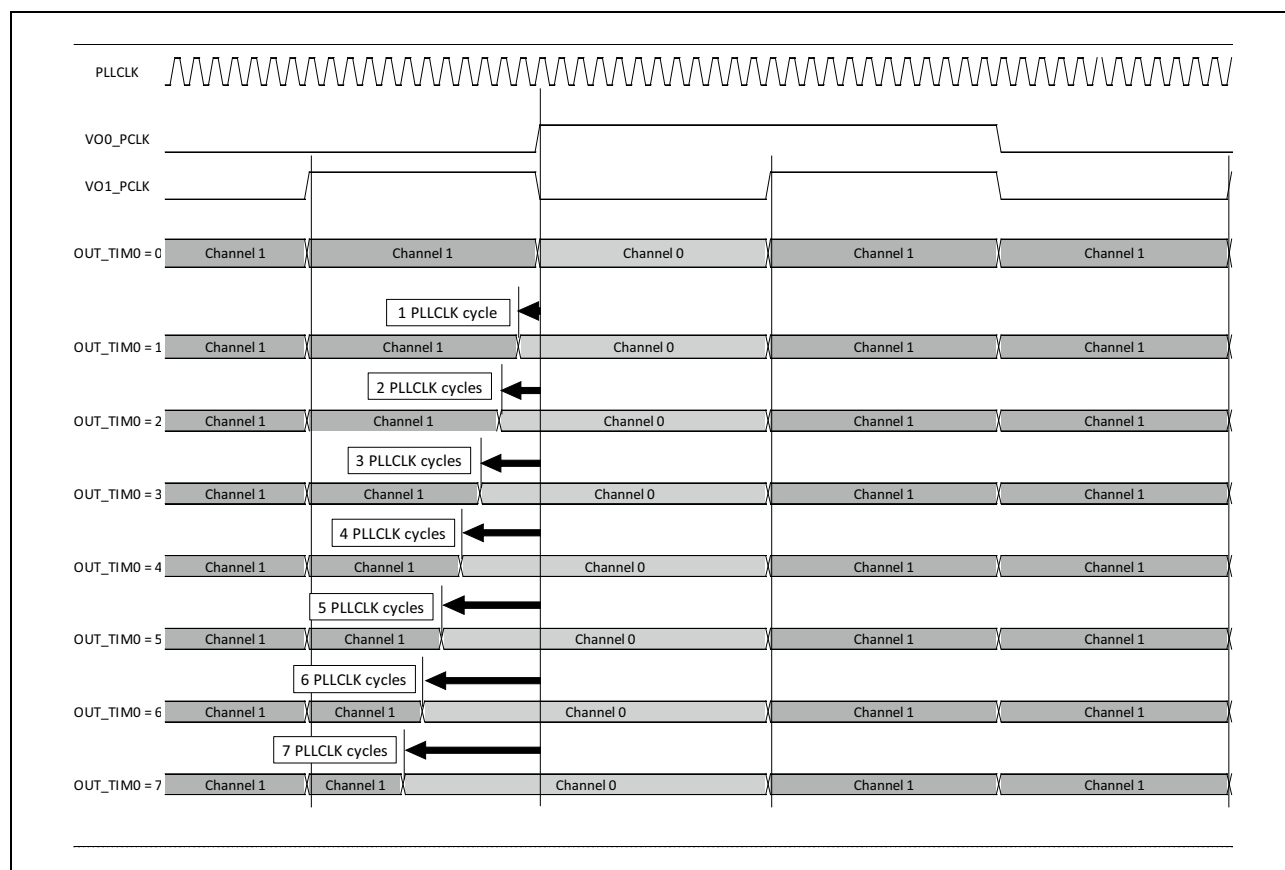 PLLCLK
VO0_PCLK
VO1_PCLK
OUT_TIM0 = 0 Channel 1 Channel 1 Channel 0 Channel 1 Channel 1
1 PLLCLK cycle
OUT_TIM0 = 1 Channel 1 Channel 1 Channel 0 Channel 1 Channel 1
2 PLLCLK cycles
OUT_TIM0 = 2 Channel 1 Channel 1 Channel 0 Channel 1 Channel 1
3 PLLCLK cycles
OUT_TIM0 = 3 Channel 1 Channel 1 Channel 0 Channel 1 Channel 1
4 PLLCLK cycles
OUT_TIM0 = 4 Channel 1 Channel 1 Channel 0 Channel 1 Channel 1
5 PLLCLK cycles
OUT_TIM0 = 5 Channel 1 Channel 1 Channel 0 Channel 1 Channel 1
6 PLLCLK cycles
OUT_TIM0 = 6 Channel 1 Channel 1 Channel 0 Channel 1 Channel 1
7 PLLCLK cycles
OUT_TIM0 = 7 Channel 1 Channel 1 Channel 0 Channel 1 Channel 1